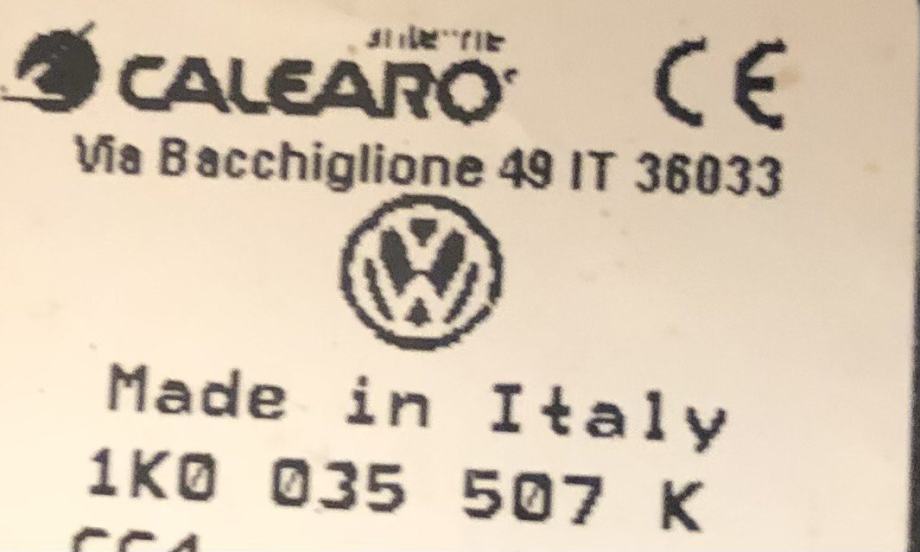 CALEARO CE
Via Bacchiglione 49 IT 36033
Made in Italy
1K0 035 507 K